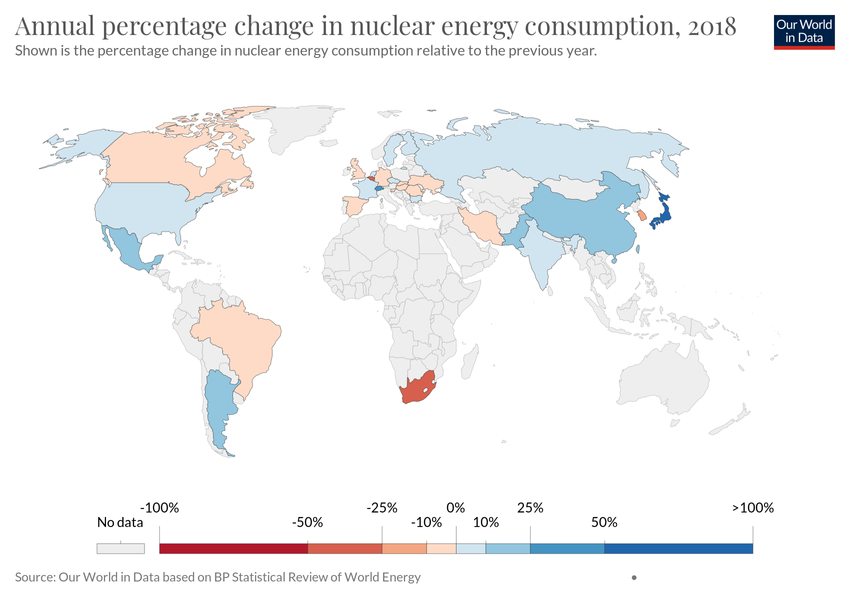 Annual percentage change in nuclear energy consumption, 2018
Our World
in Data
Shown is the percentage change in nuclear energy consumption relative to the previous year.
-100% -25% 0% 25% >100%
No data -50% -10% 10% 50%
Source: Our World in Data based on BP Statistical Review of World Energy